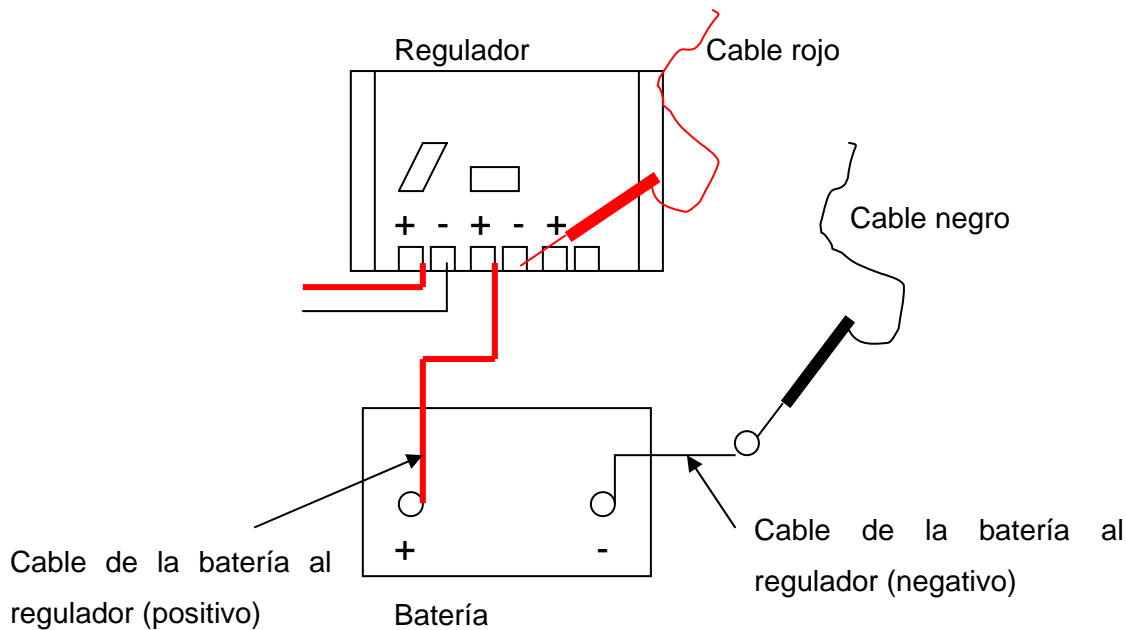 Regulador
Cable rojo
Cable negro
+ - + - +
Cable de la batería al
regulador (positivo)
+ -
Batería
Cable de la batería al
regulador (negativo)